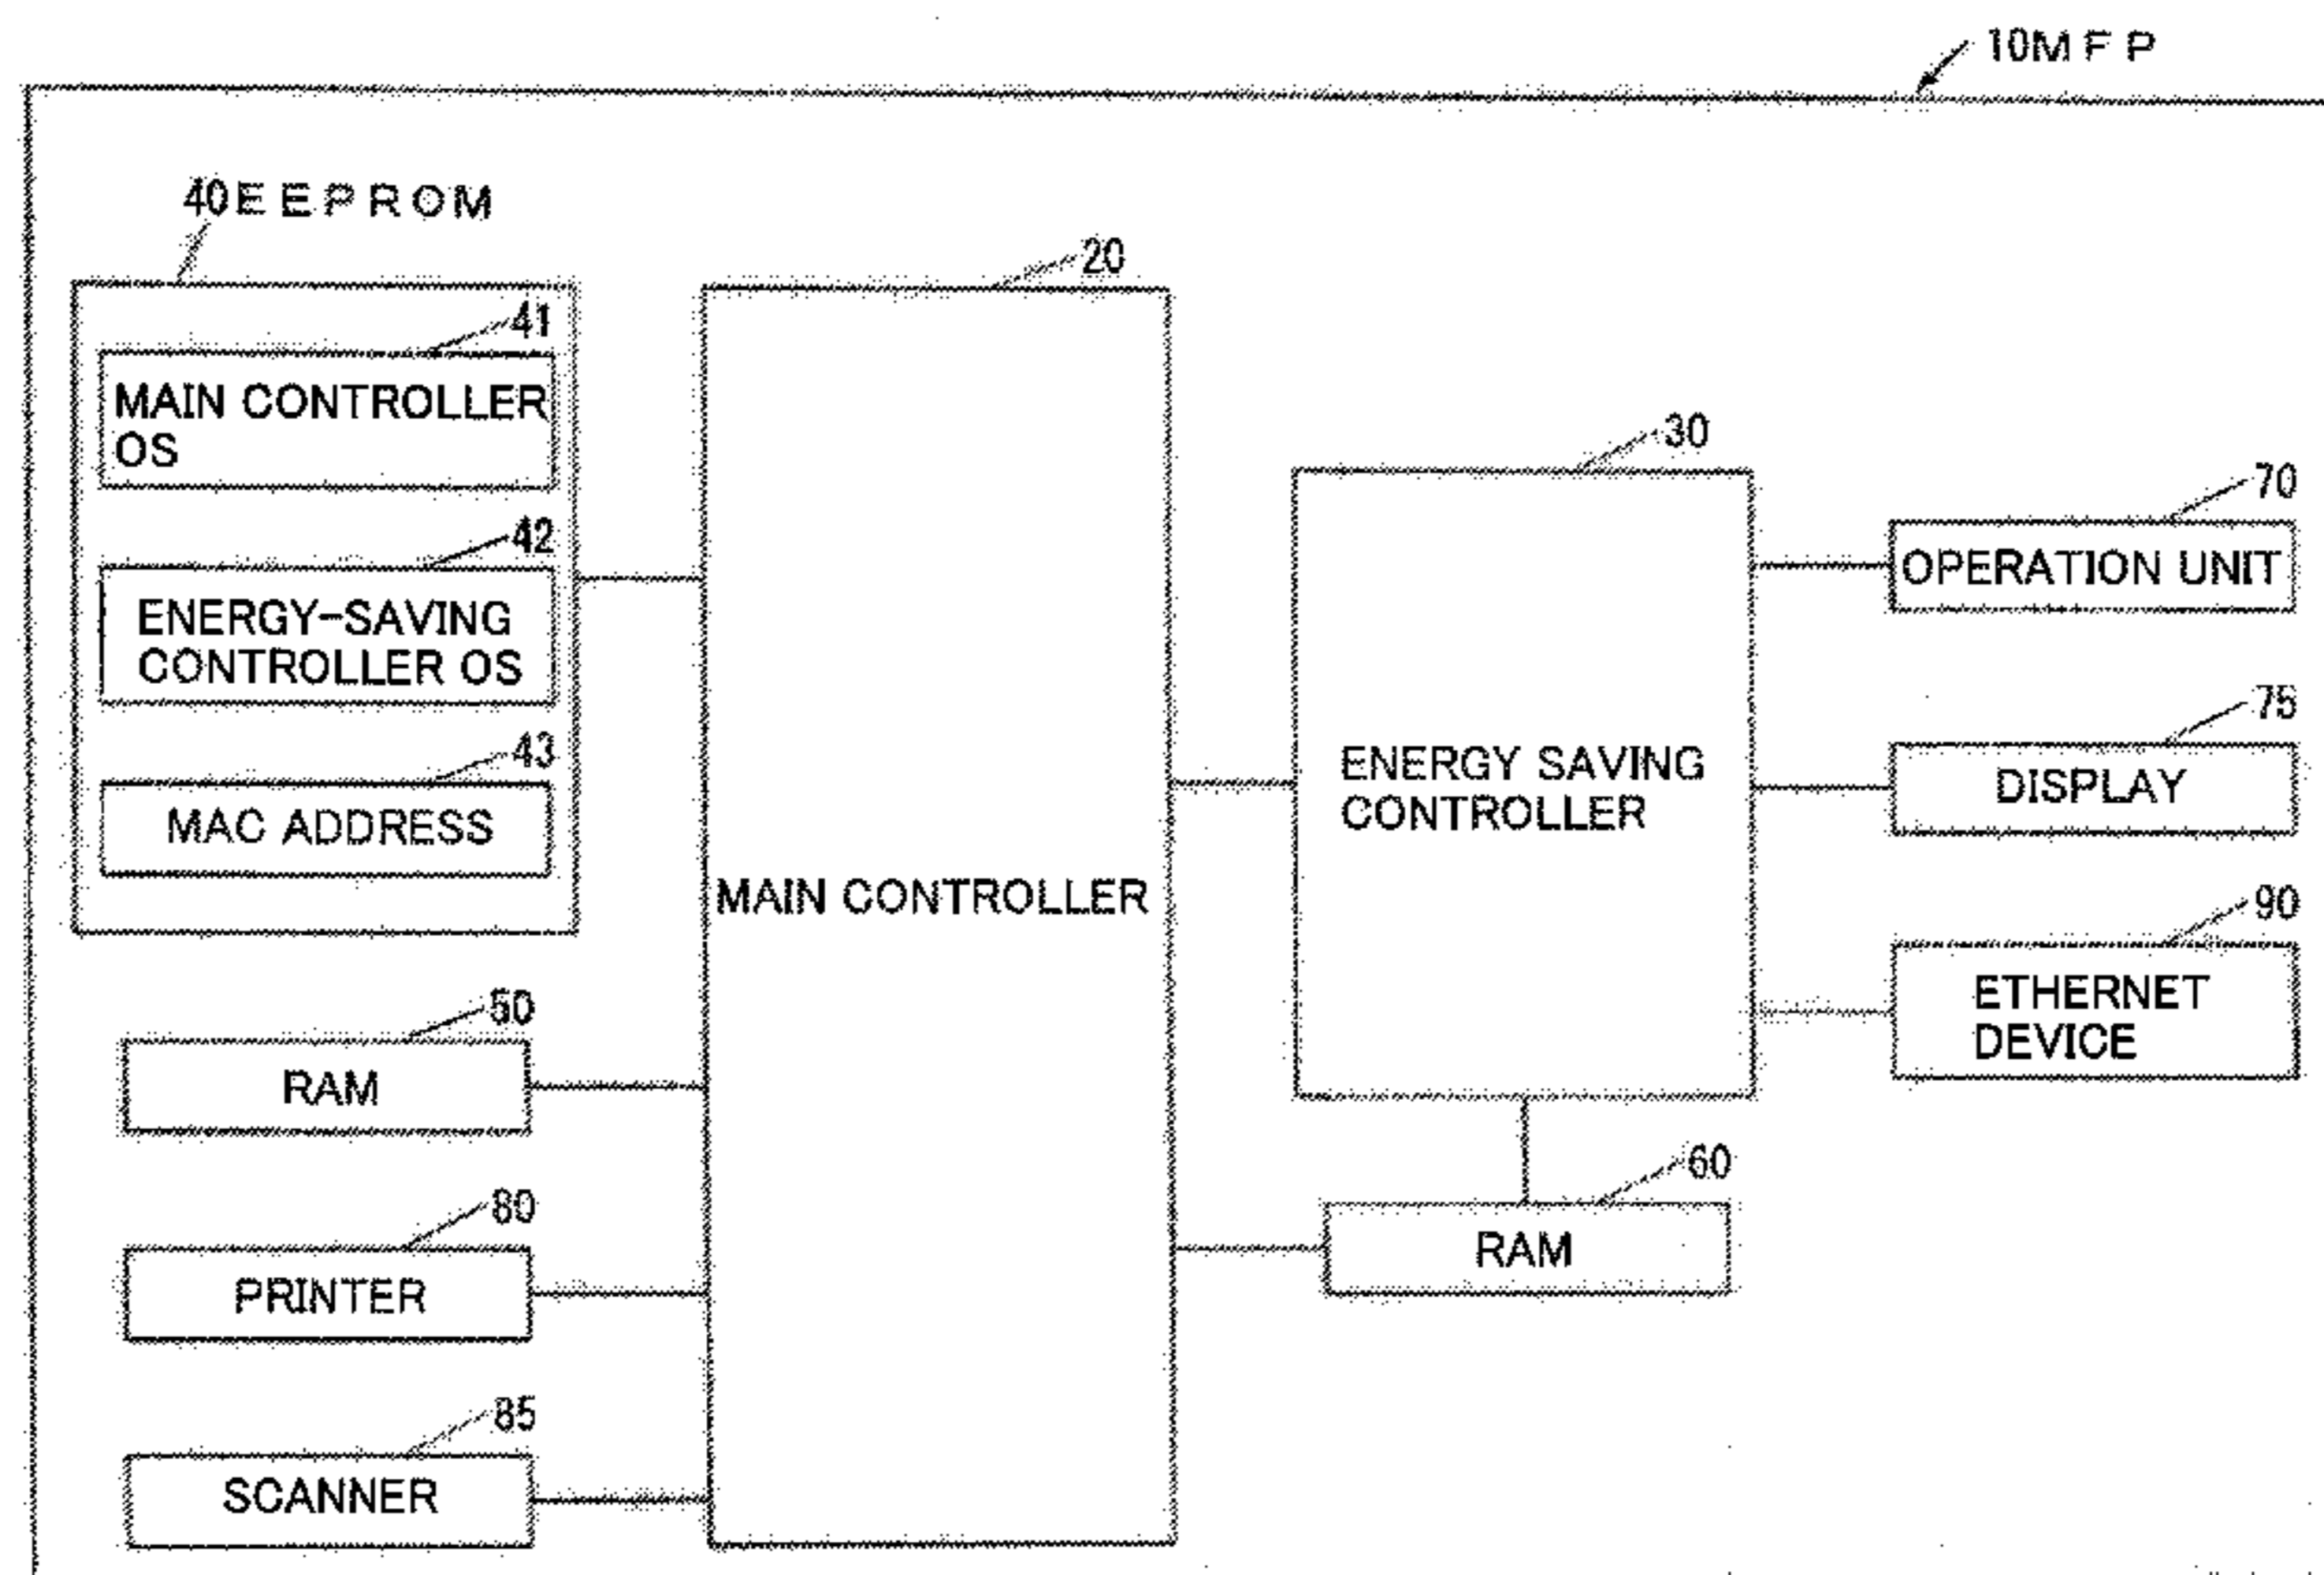 10MFP
40EEPROM
20
41
MAIN CONTROLLER
OS
42
ENERGY-SAVING
CONTROLLER OS
43
MAC ADDRESS
MAIN CONTROLLER
50
RAM
80
PRINTER
85
SCANNER
30
ENERGY SAVING
CONTROLLER
70
OPERATION UNIT
75
DISPLAY
90
ETHERNET
DEVICE
60
RAM